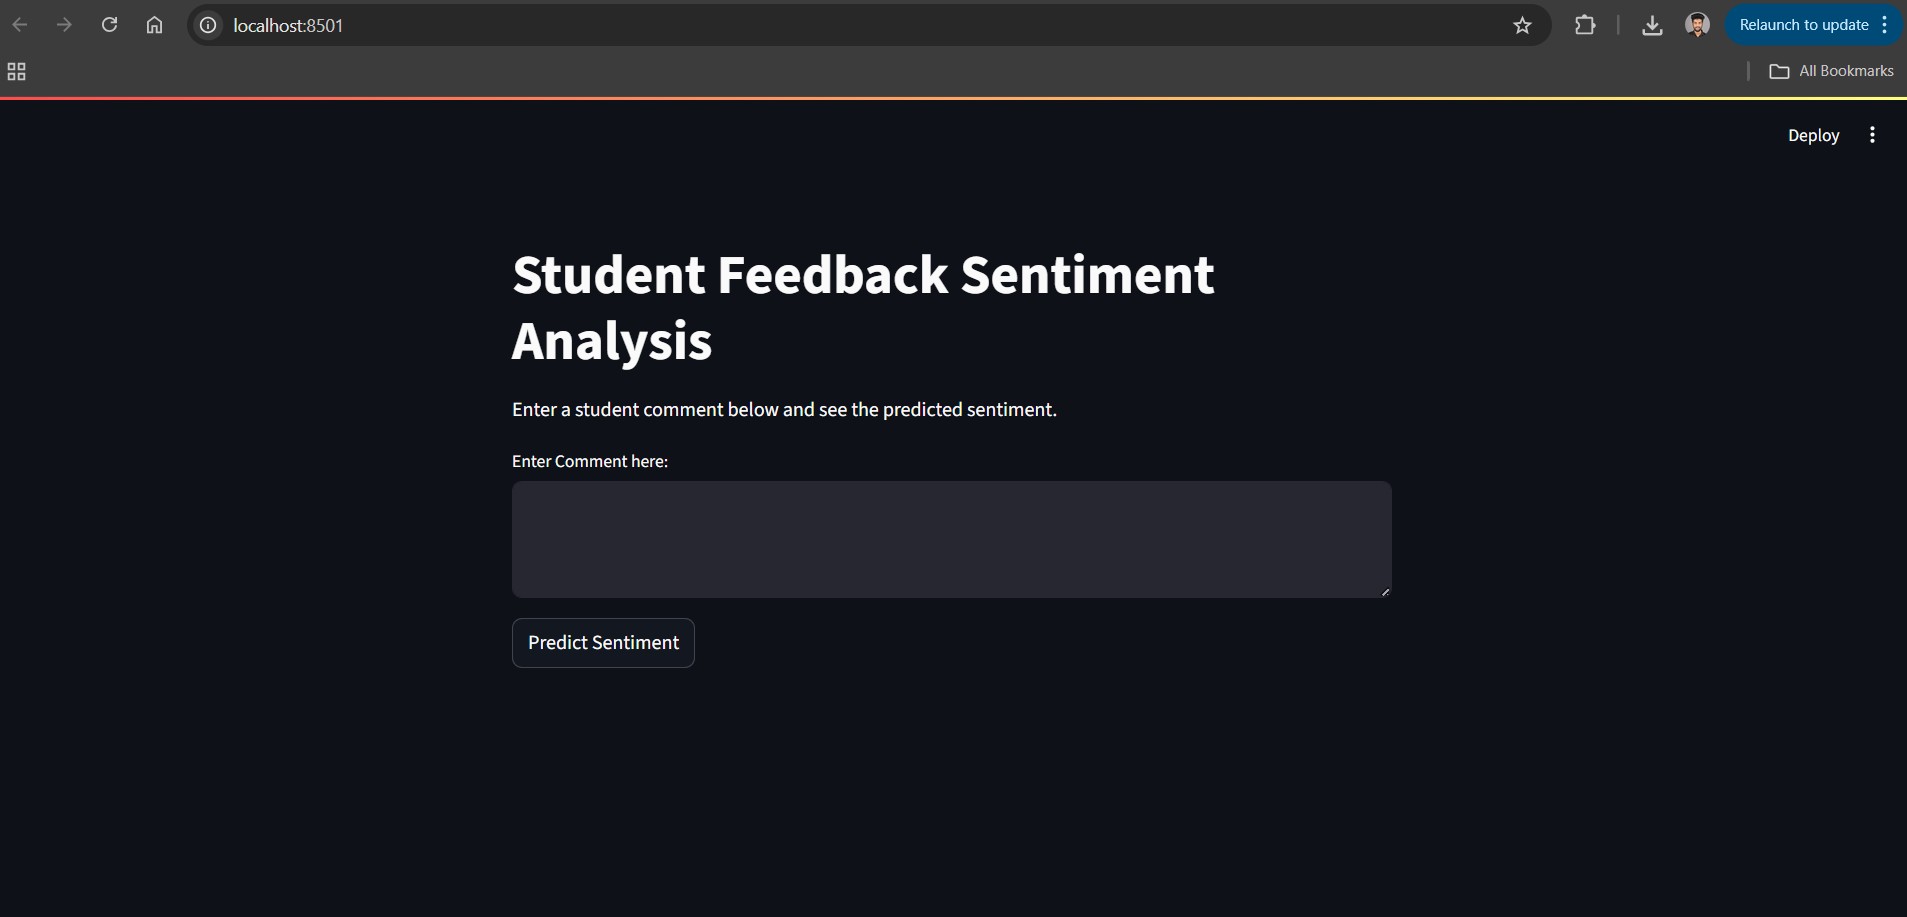 localhost:8501
Relaunch to update
All Bookmarks
Deploy
Student Feedback Sentiment
Analysis
Enter a student comment below and see the predicted sentiment.
Enter Comment here:
Predict Sentiment